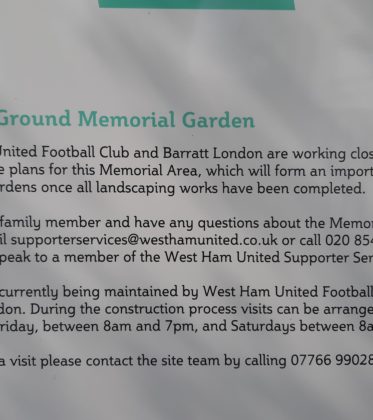 Ground Memorial Garden
United Football Club and Barratt London are working clos
e plans for this Memorial Area, which will form an import
rdens once all landscaping works have been completed.
family member and have any questions about the Memor
il supporterservices@westhamunited.co.uk or call 020 854
peak to a member of the West Ham United Supporter Ser
currently being maintained by West Ham United Football
don. During the construction process visits can be arrange
riday, between 8am and 7pm, and Saturdays between 8a
a visit please contact the site team by calling 07766 99028